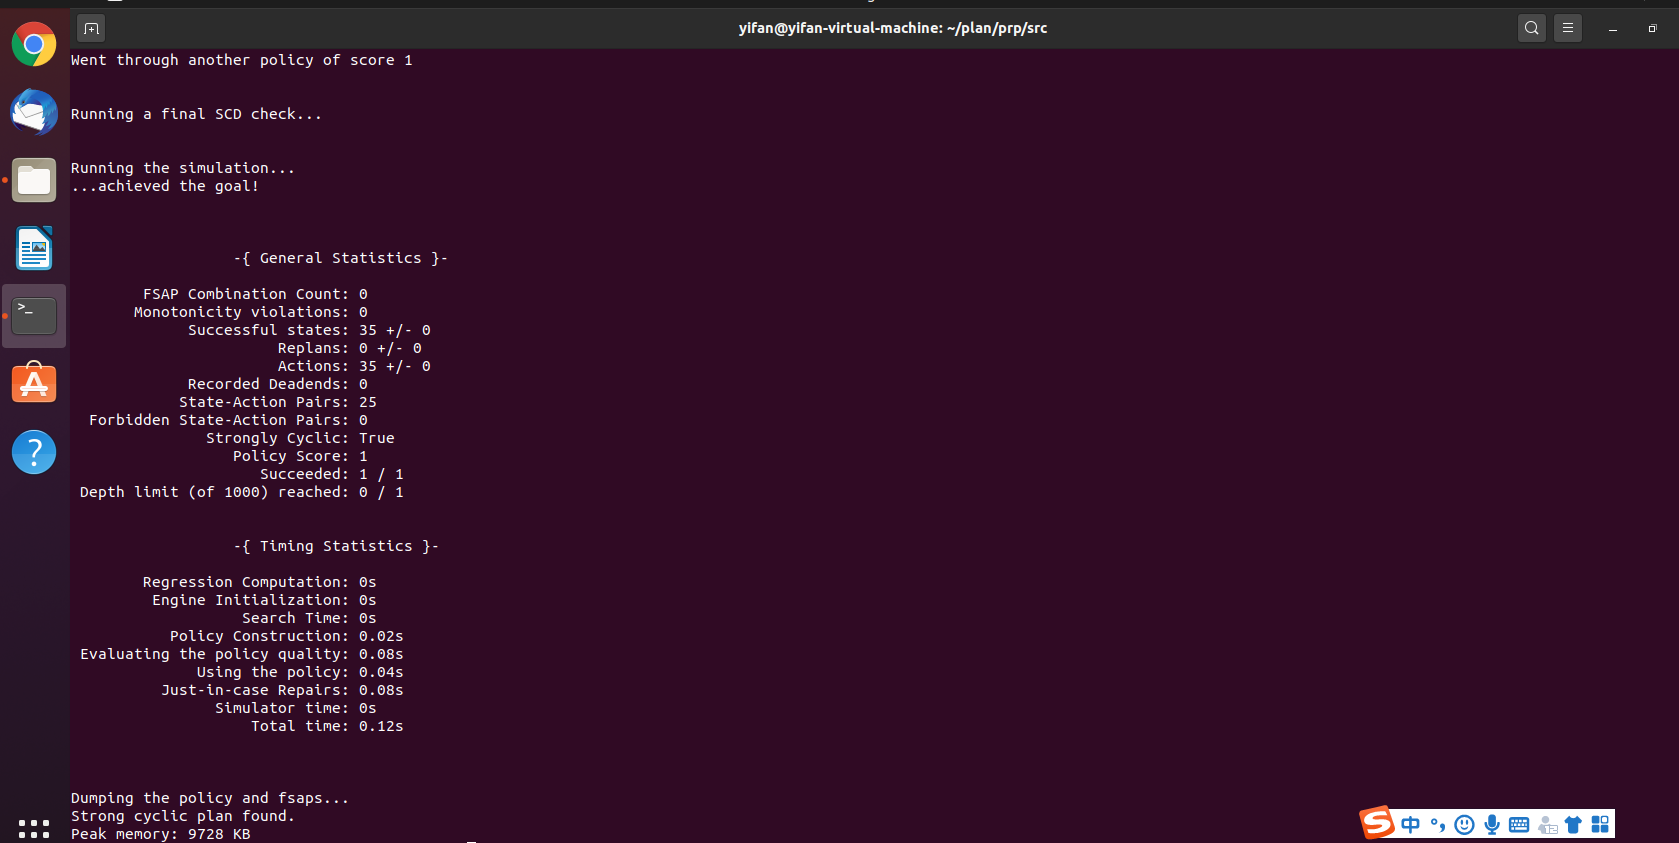 yifan@yifan-virtual-machine: ~/plan/prp/src
Went through another policy of score 1
Running a final SCD check...
Running the simulation...
...achieved the goal!
-{ General Statistics }-
FSAP Combination Count: 0
Monotonicity violations: 0
Successful states: 35 +/- 0
Replans: 0 +/- 0
Actions: 35 +/- 0
Recorded Deadends: 0
State-Action Pairs: 25
Forbidden State-Action Pairs: 0
Strongly Cyclic: True
Policy Score: 1
Succeeded: 1 / 1
Depth limit (of 1000) reached: 0 / 1
-{ Timing Statistics }-
Regression Computation: 0s
Engine Initialization: 0s
Search Time: 0s
Policy Construction: 0.02s
Evaluating the policy quality: 0.08s
Using the policy: 0.04s
Just-in-case Repairs: 0.08s
Simulator time: 0s
Total time: 0.12s
Dumping the policy and fsaps...
Strong cyclic plan found.
Peak memory: 9728 KB
中